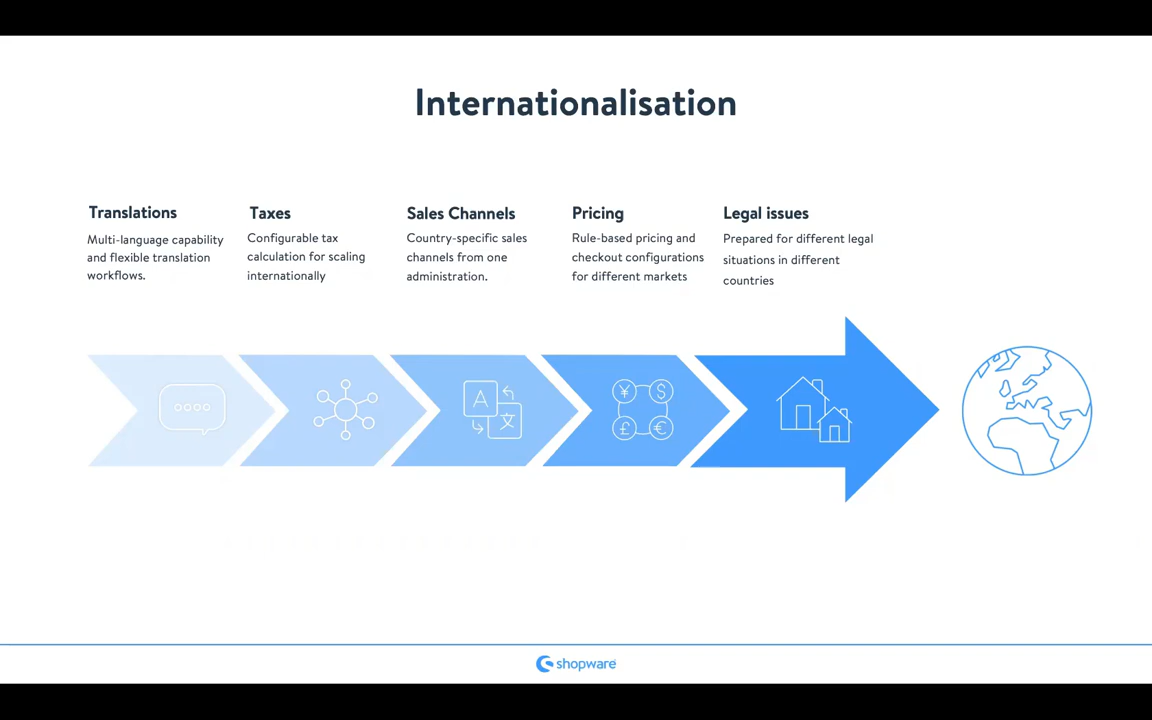 Internationalisation
Translations
Multi-language capability
and flexible translation
workflows.
Taxes
Configurable tax
calculation for scaling
internationally
Sales Channels
Country-specific sales
channels from one
administration.
Pricing
Rule-based pricing and
checkout configurations
for different markets
Legal issues
Prepared for different legal
situations in different
countries
A
文
¥ $
£ €
shopware